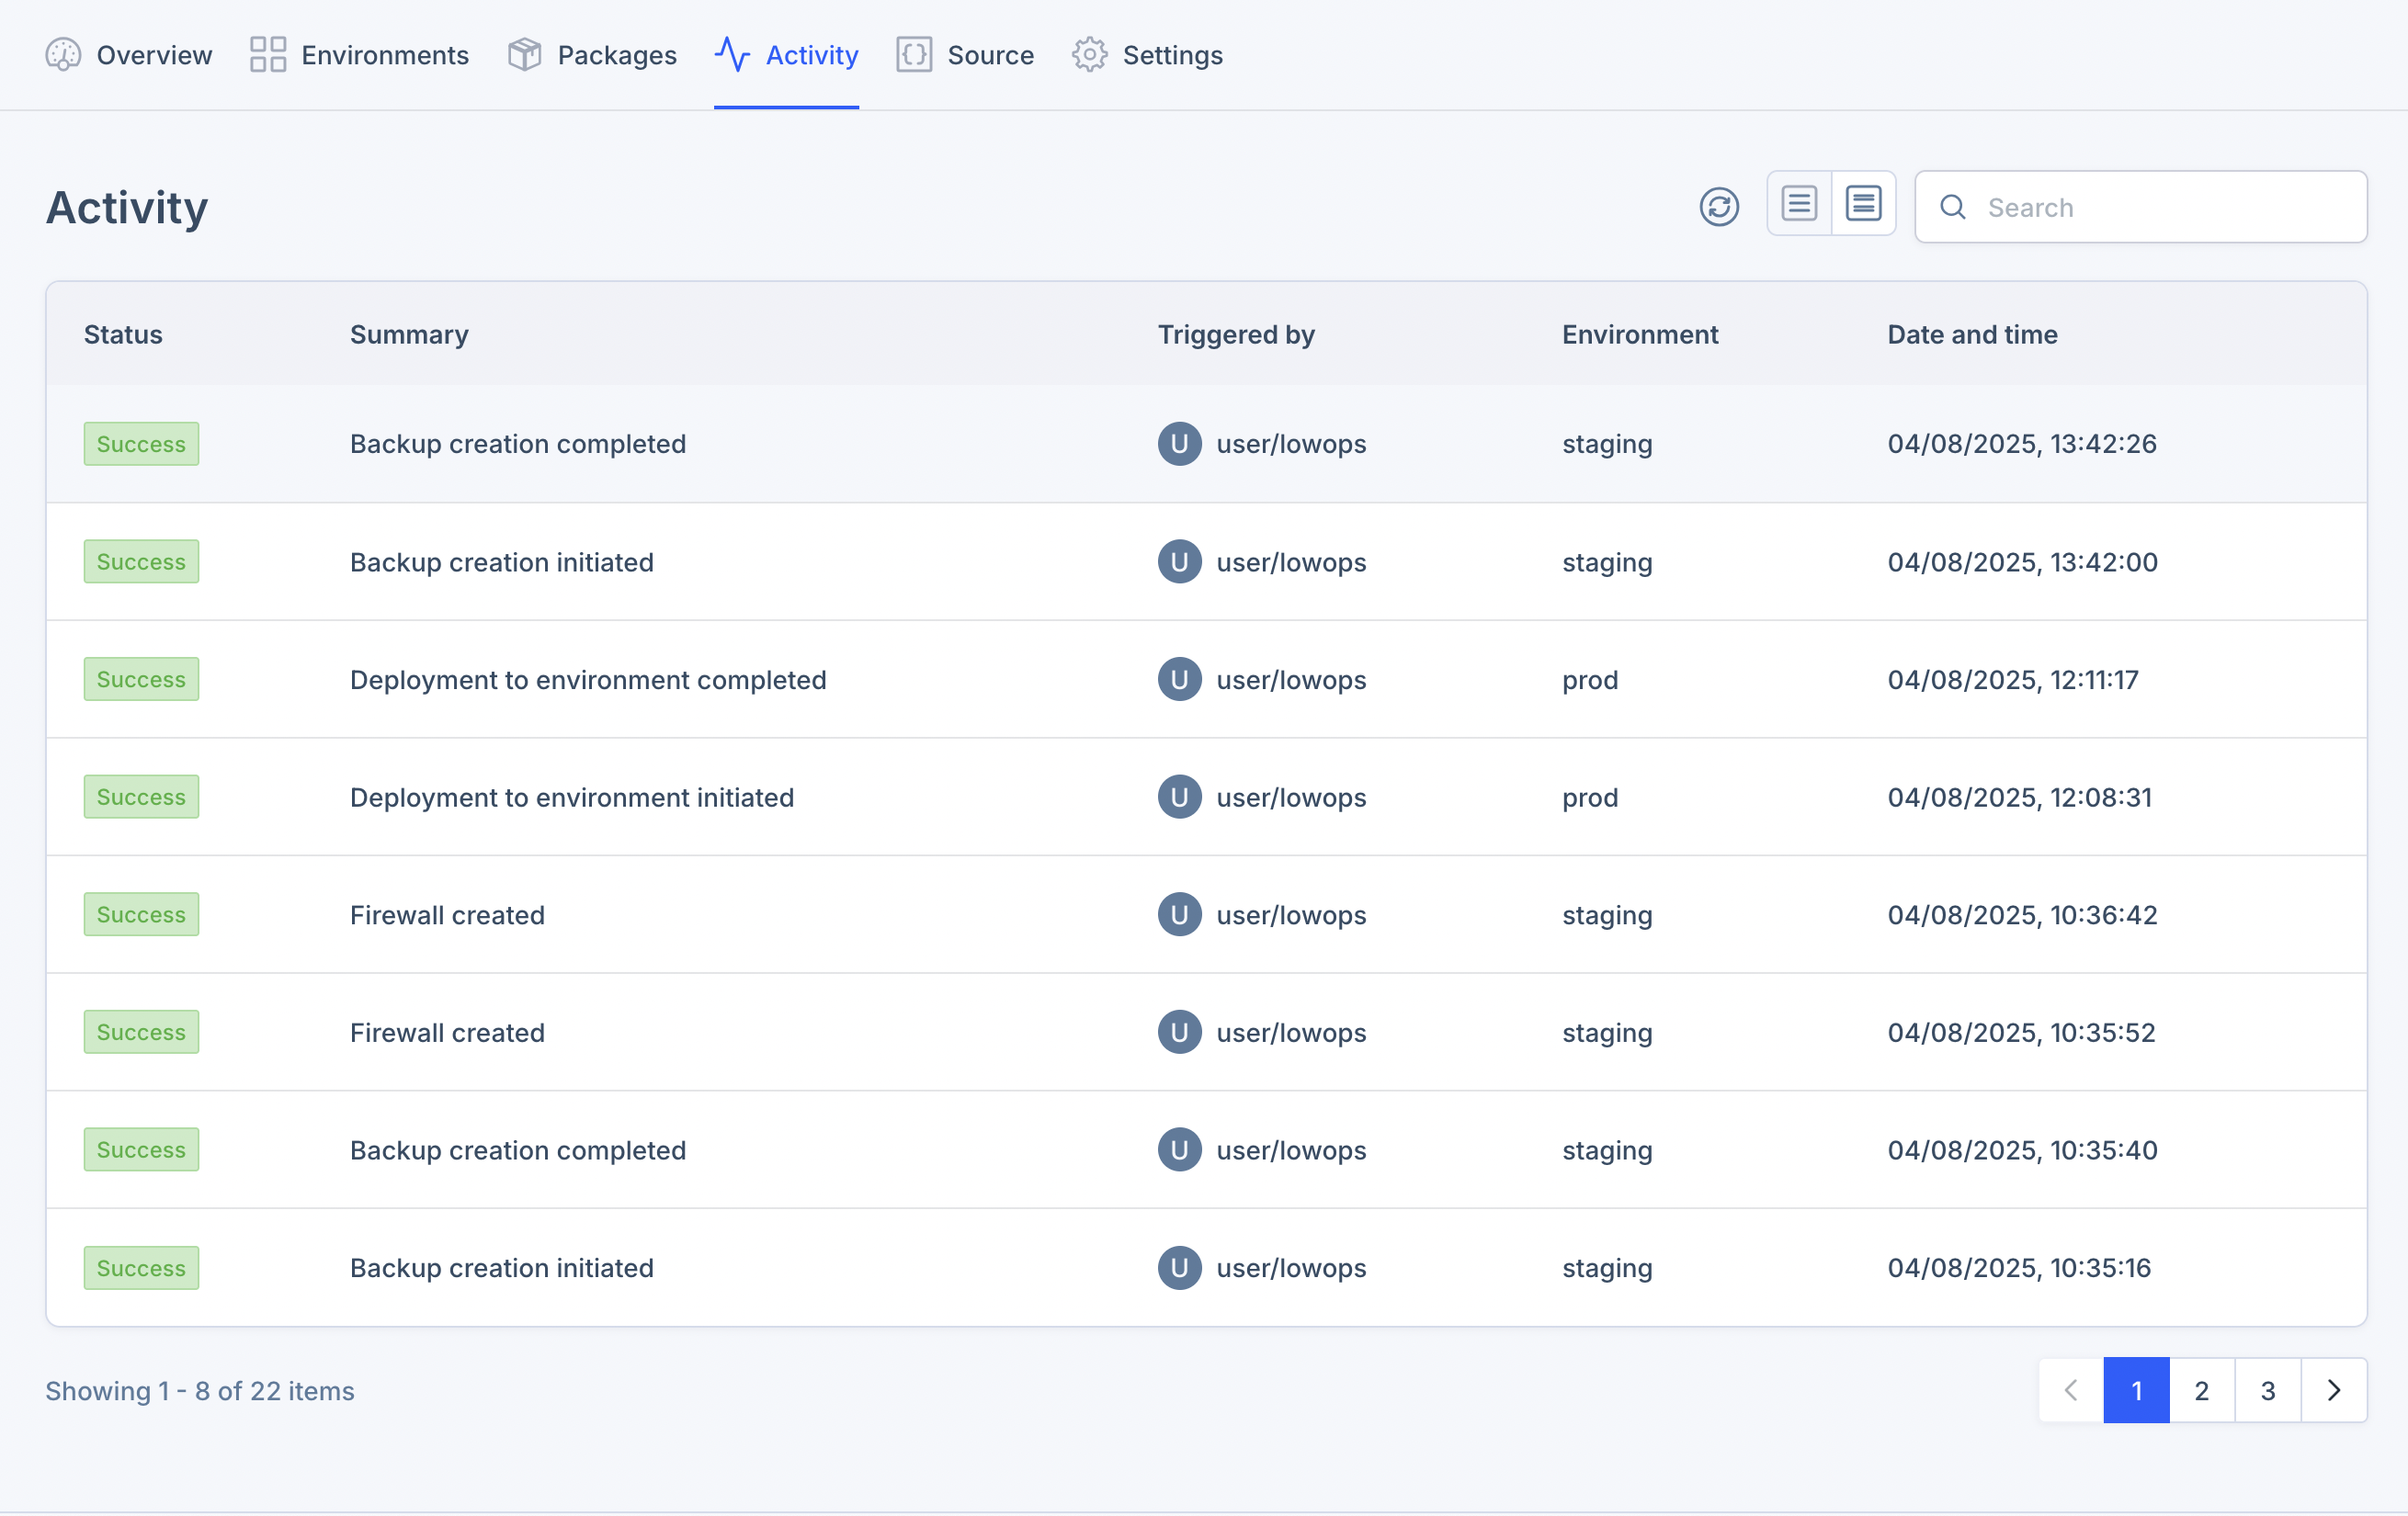 Overview Environments Packages Activity Source Settings
Activity
Search
Status Summary Triggered by Environment Date and time
Success Backup creation completed U user/lowops staging 04/08/2025, 13:42:26
Success Backup creation initiated U user/lowops staging 04/08/2025, 13:42:00
Success Deployment to environment completed U user/lowops prod 04/08/2025, 12:11:17
Success Deployment to environment initiated U user/lowops prod 04/08/2025, 12:08:31
Success Firewall created U user/lowops staging 04/08/2025, 10:36:42
Success Firewall created U user/lowops staging 04/08/2025, 10:35:52
Success Backup creation completed U user/lowops staging 04/08/2025, 10:35:40
Success Backup creation initiated U user/lowops staging 04/08/2025, 10:35:16
Showing 1 - 8 of 22 items
1 2 3